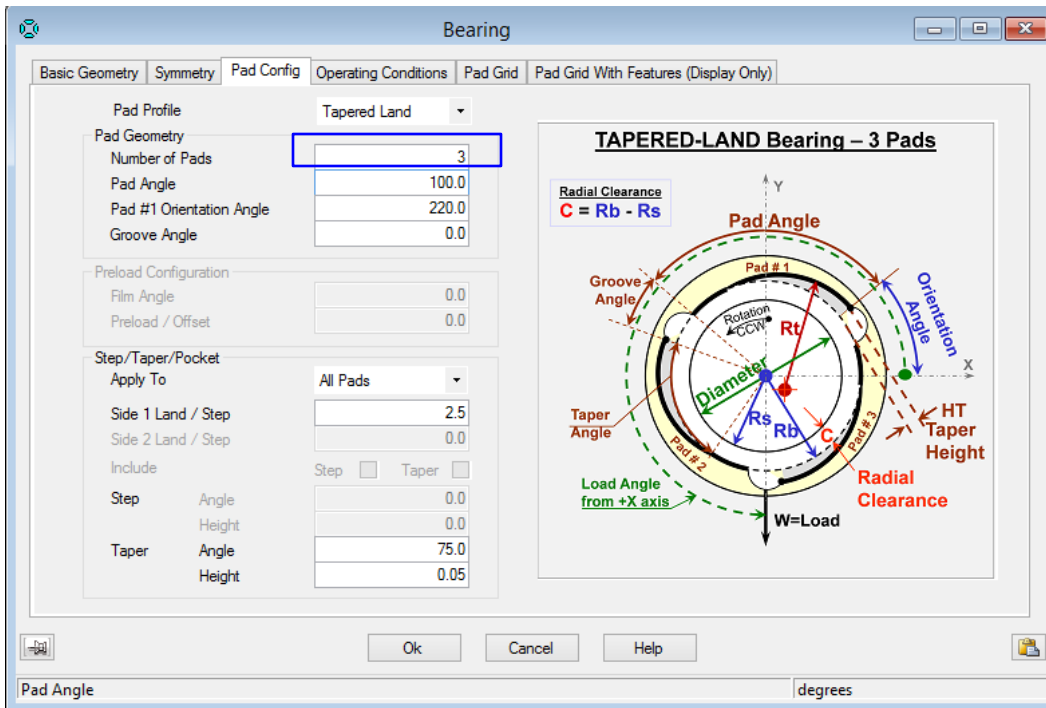 Bearing
Basic Geometry Symmetry Pad Config Operating Conditions Pad Grid Pad Grid With Features (Display Only)
Pad Profile Tapered Land
Pad Geometry
Number of Pads 3
Pad Angle 100.0
Pad #1 Orientation Angle 220.0
Groove Angle 0.0
Preload Configuration
Film Angle 0.0
Preload / Offset 0.0
Step/Taper/Pocket
Apply To All Pads
Side 1 Land / Step 2.5
Side 2 Land / Step 0.0
Include Step Taper
Step Angle 0.0
Height 0.0
Taper Angle 75.0
Height 0.05
TAPERED-LAND Bearing – 3 Pads
Radial Clearance
C = Rb - Rs
Y
Pad Angle
Pad # 1
Groove
Angle
Orientation
Angle
Rotation
CCW
Rt
X
Diameter
Rs
Rb
C
Taper
Angle
Pad # 2
Pad # 3
HT
Taper
Height
Load Angle
from +X axis
Radial
Clearance
W=Load
Ok Cancel Help
Pad Angle degrees